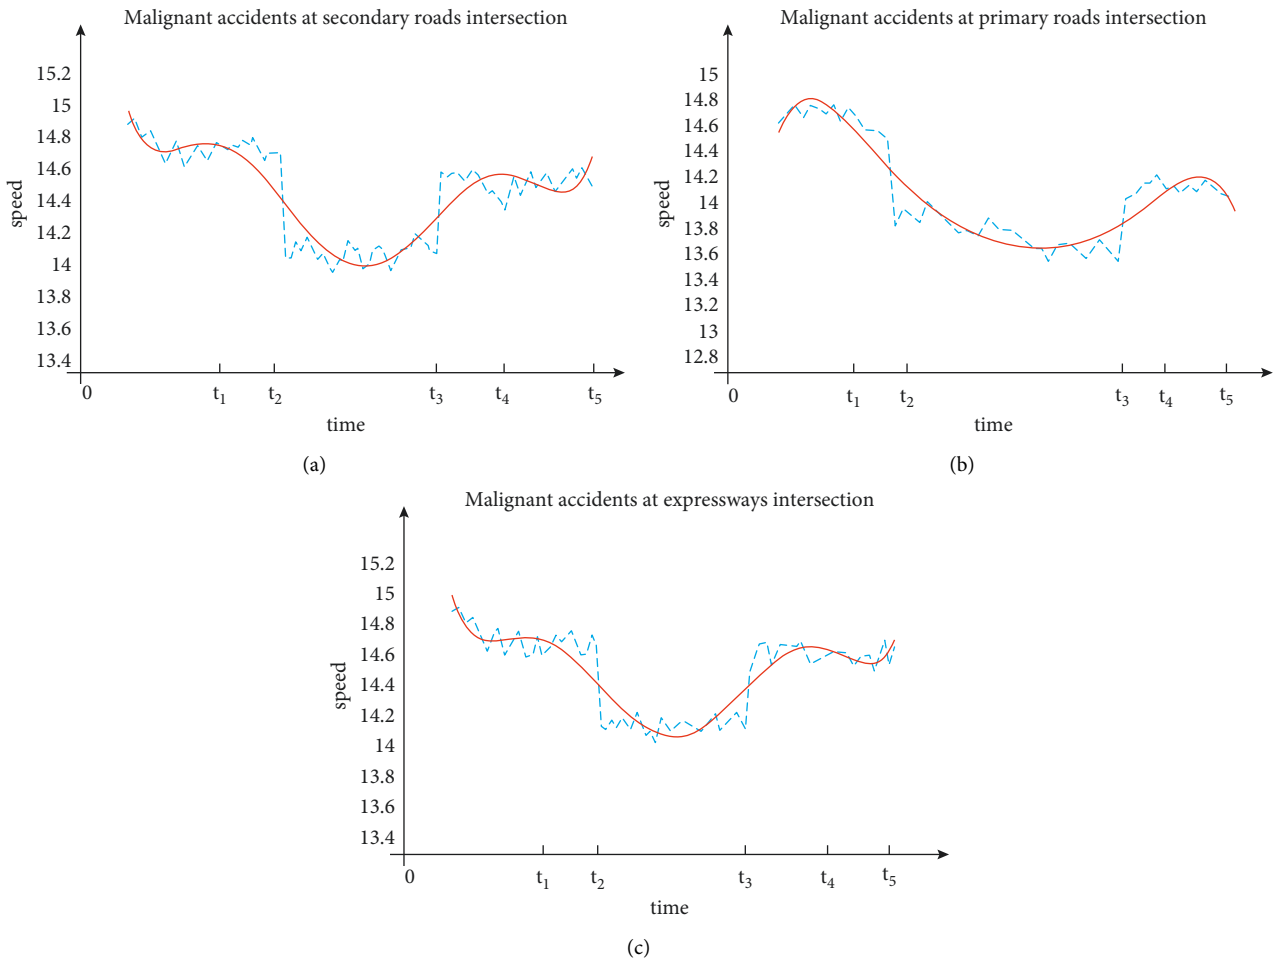 Malignant accidents at secondary roads intersection
15.2
15
14.8
14.6
14.4
14.2
14
13.8
13.6
13.4
speed
0
t1
t2
t3
t4
t5
time
(a)
Malignant accidents at primary roads intersection
15
14.8
14.6
14.4
14.2
14
13.8
13.6
13.4
13.2
13
12.8
speed
0
t1
t2
t3
t4
t5
time
(b)
Malignant accidents at expressways intersection
15.2
15
14.8
14.6
14.4
14.2
14
13.8
13.6
13.4
speed
0
t1
t2
t3
t4
t5
time
(c)